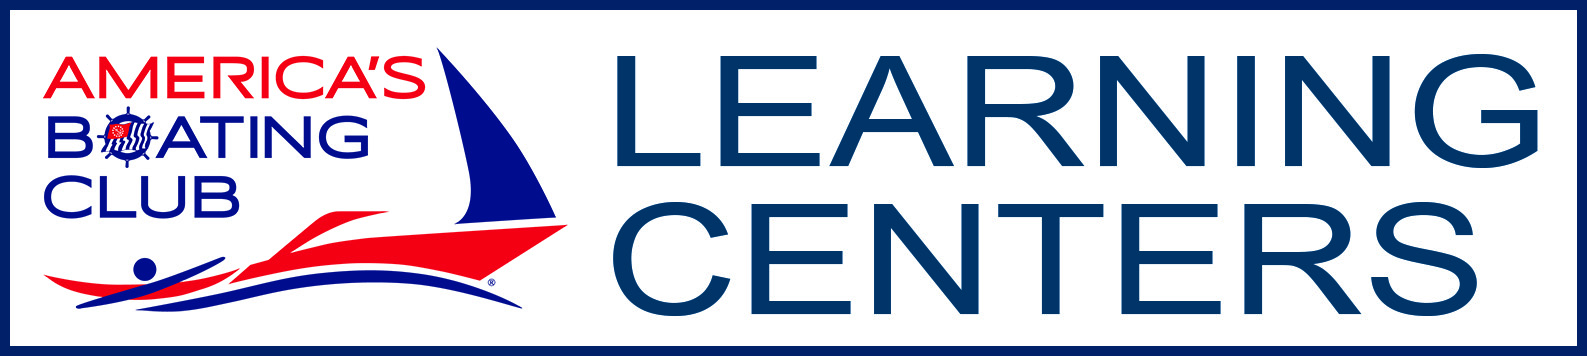 AMERICA'S
BOATING
CLUB
®
LEARNING
CENTERS